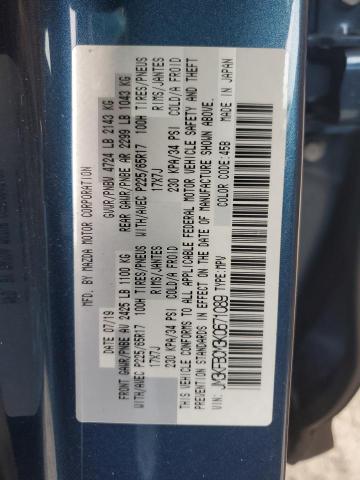 MFD. BY MAZDA MOTOR CORPORATION
DATE 07/19 GVWR/PNBV 4724 LB 2143 KG
FRONT GAWR/PNBE AV 2425 LB 1100 KG REAR GAWR/PNBE AR 2299 LB 1043 KG
WITH/AVEC P225/65R17 100H TIRES/PNEUS WITH/AVEC P225/65R17 100H TIRES/PNEUS
17X7J RIMS/JANTES 17X7J RIMS/JANTES
230 KPA/34 PSI COLD/A FROID 230 KPA/34 PSI COLD/A FROID
THIS VEHICLE CONFORMS TO ALL APPLICABLE FEDERAL MOTOR VEHICLE SAFETY AND THEFT
PREVENTION STANDARDS IN EFFECT ON THE DATE OF MANUFACTURE SHOWN ABOVE.
VIN: JM3KFBCM3K0671089 TYPE: MPV COLOR CODE: 45B MADE IN JAPAN